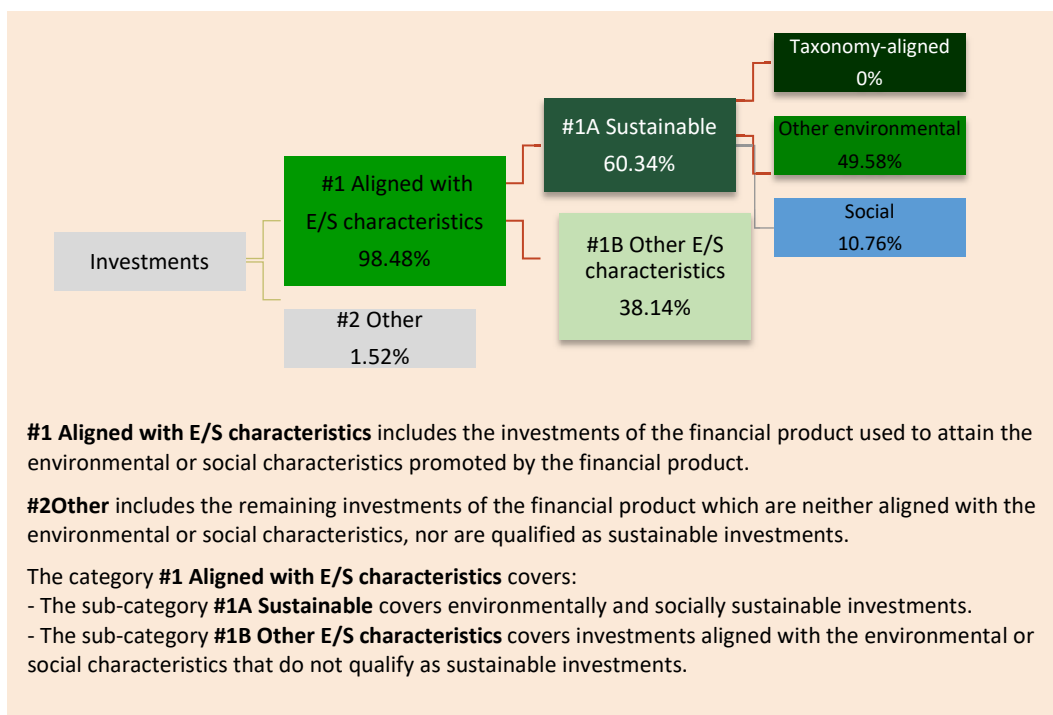 Taxonomy-aligned
0%
#1A Sustainable
60.34%
Other environmental
49.58%
#1 Aligned with
E/S characteristics
98.48%
Social
10.76%
Investments
#1B Other E/S
characteristics
38.14%
#2 Other
1.52%
#1 Aligned with E/S characteristics includes the investments of the financial product used to attain the
environmental or social characteristics promoted by the financial product.
#2Other includes the remaining investments of the financial product which are neither aligned with the
environmental or social characteristics, nor are qualified as sustainable investments.
The category #1 Aligned with E/S characteristics covers:
- The sub-category #1A Sustainable covers environmentally and socially sustainable investments.
- The sub-category #1B Other E/S characteristics covers investments aligned with the environmental or
social characteristics that do not qualify as sustainable investments.